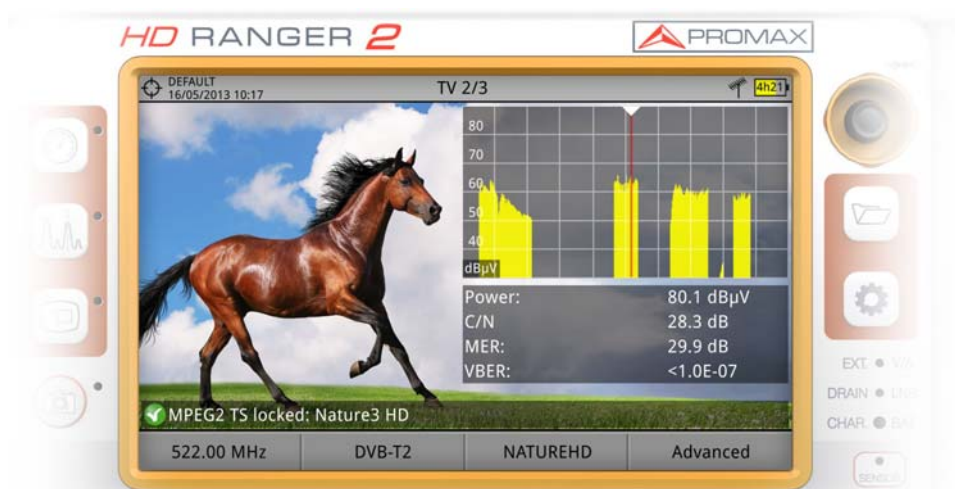 HD RANGER 2
PROMAX
DEFAULT
16/05/2013 10:17
TV 2/3
4h21
80
70
60
50
40
dBµV
Power: 80.1 dBµV
C/N 28.3 dB
MER: 29.9 dB
VBER: <1.0E-07
MPEG2 TS locked: Nature3 HD
522.00 MHz
DVB-T2
NATUREHD
Advanced
EXT.
DRAIN
CHAR.
SENSOR